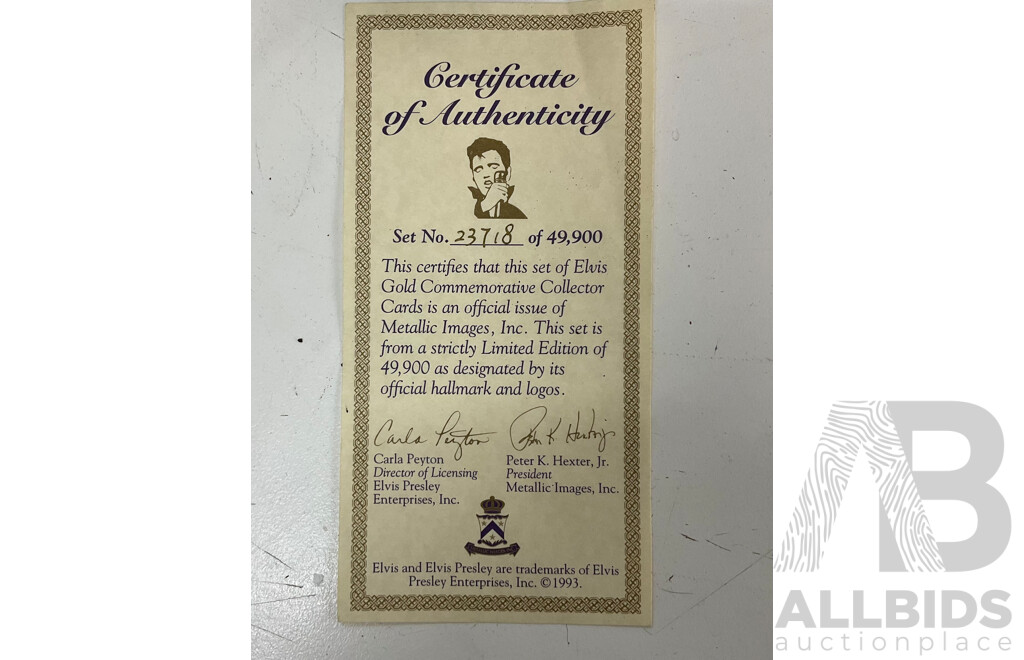 Certificate
of Authenticity
Set No. 23718 of 49,900
This certifies that this set of Elvis
Gold Commemorative Collector
Cards is an official issue of
Metallic Images, Inc. This set is
from a strictly Limited Edition of
49,900 as designated by its
official hallmark and logos.
Carla Peyton
Carla Peyton
Director of Licensing
Elvis Presley
Enterprises, Inc.
Peter K. Hexter, Jr.
President
Metallic Images, Inc.
Elvis and Elvis Presley are trademarks of Elvis
Presley Enterprises, Inc. ©1993.
AB
ALLBIDS
auctionplace